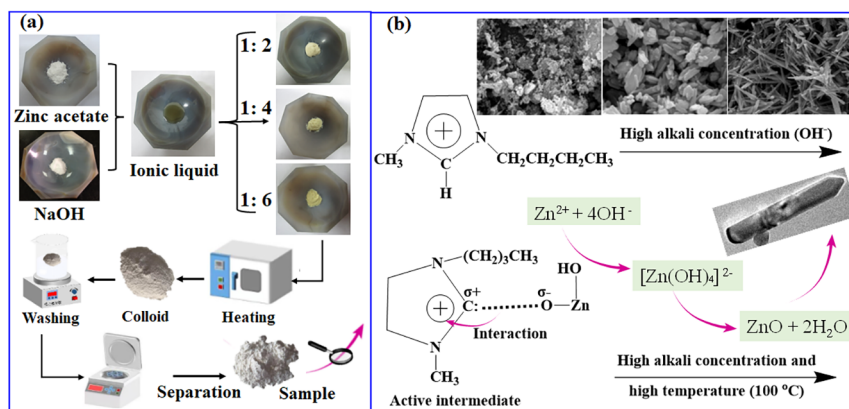 (a)
Zinc acetate
NaOH
Ionic liquid
1: 2
1: 4
1: 6
Washing
Colloid
Heating
Separation
Sample
(b)
N
N
CH₃
C
H
CH₂CH₂CH₂CH₃
High alkali concentration (OH⁻)
Zn²⁺ + 4OH⁻
[Zn(OH)₄]²⁻
ZnO + 2H₂O
N
(CH₂)₃CH₃
σ+
C:
σ-
O
Zn
HO
Interaction
N
CH₃
Active intermediate
High alkali concentration and
high temperature (100 °C)